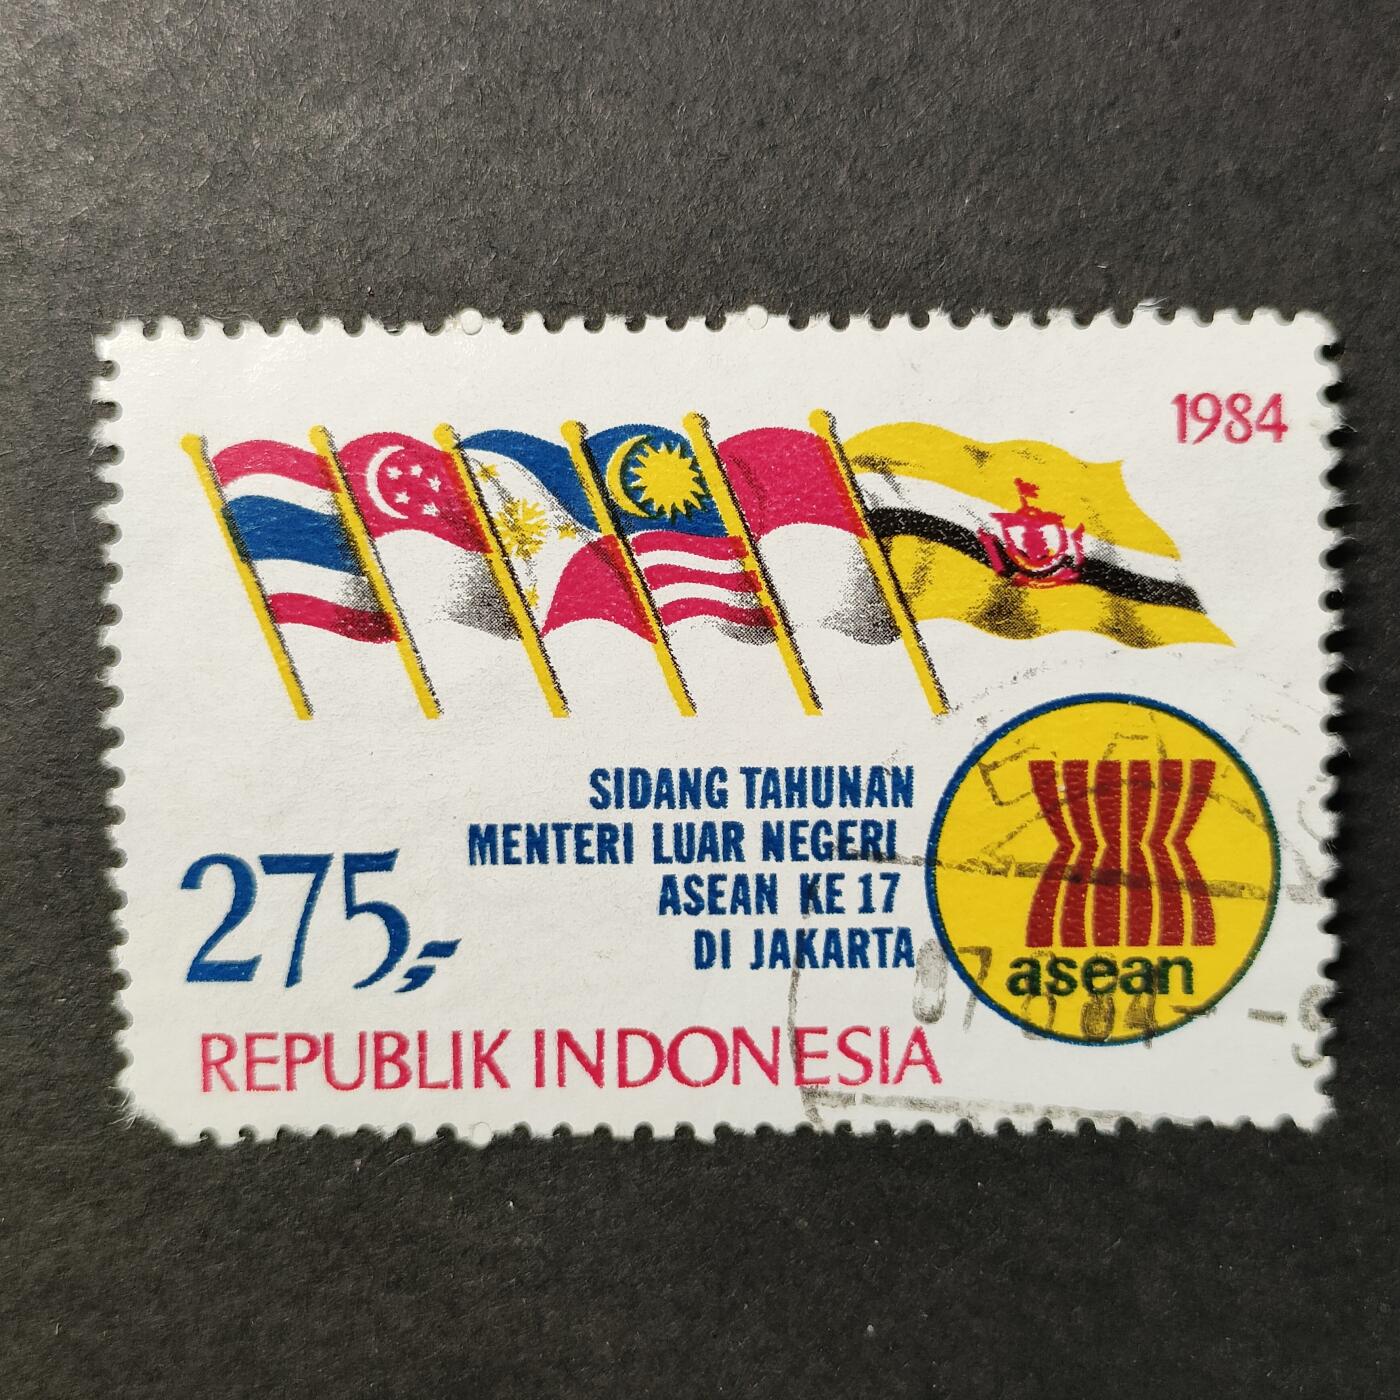 1984
SIDANG TAHUNAN
MENTERI LUAR NEGERI
ASEAN KE 17
DI JAKARTA
275,-
asean
REPUBLIK INDONESIA